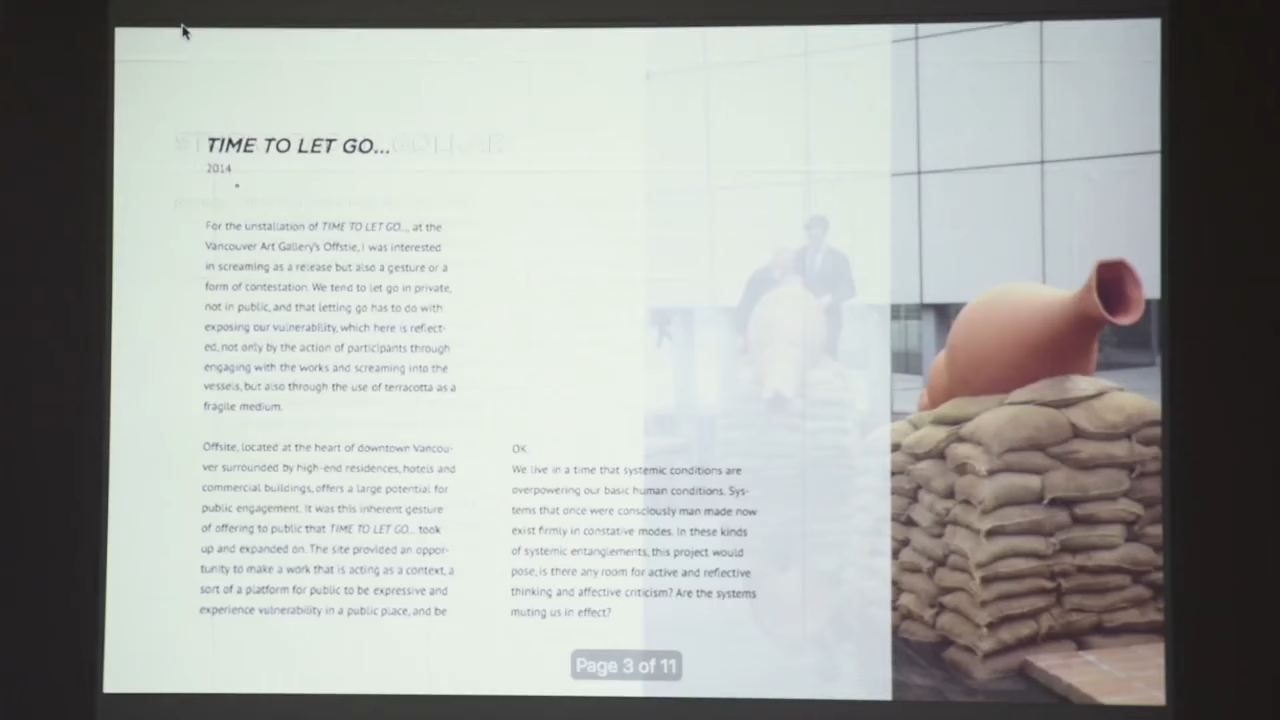 TIME TO LET GO...
2014
For the unstallation of TIME TO LET GO..., at the
Vancouver Art Gallery's Offstie, I was interested
in screaming as a release but also a gesture or a
form of contestation. We tend to let go in private,
not in public, and that letting go has to do with
exposing our vulnerability, which here is reflect-
ed, not only by the action of participants through
engaging with the works and screaming into the
vessels, but also through the use of terracotta as a
fragile medium.
Offsite, located at the heart of downtown Vancou-
ver surrounded by high-end residences, hotels and
commercial buildings, offers a large potential for
public engagement. It was this inherent gesture
of offering to public that TIME TO LET GO... took
up and expanded on. The site provided an oppor-
tunity to make a work that is acting as a context, a
sort of a platform for public to be expressive and
experience vulnerability in a public place, and be
OK.
We live in a time that systemic conditions are
overpowering our basic human conditions. Sys-
tems that once were consciously man made now
exist firmly in constative modes. In these kinds
of systemic entanglements, this project would
pose, is there any room for active and reflective
thinking and affective criticism? Are the systems
muting us in effect?
Page 3 of 11